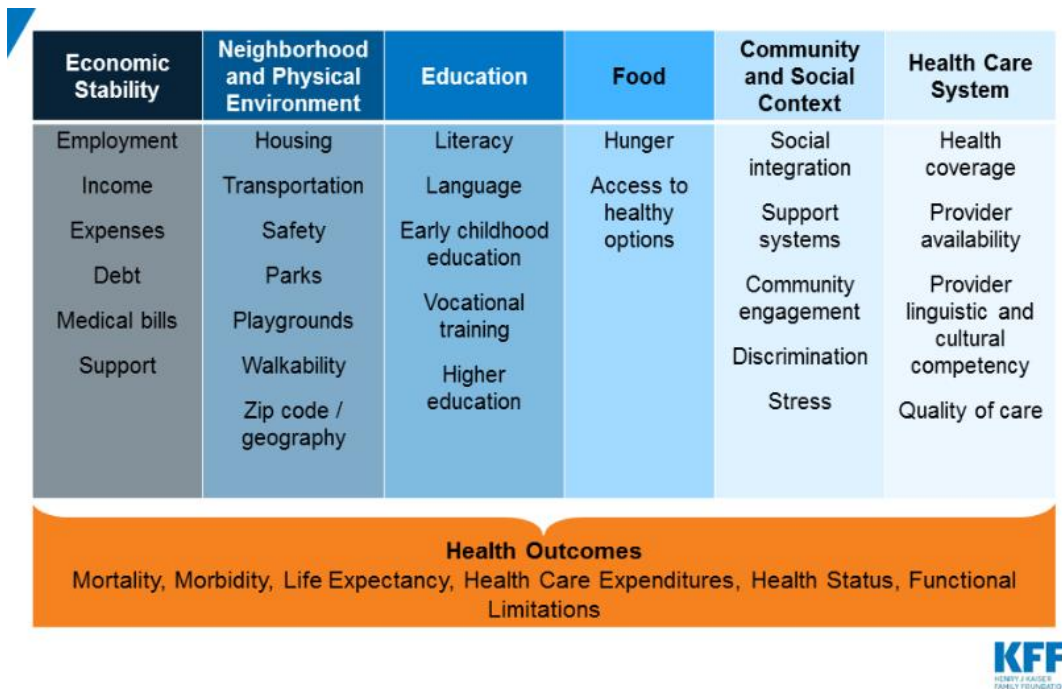 Economic
Stability
Neighborhood
and Physical
Environment
Education
Food
Community
and Social
Context
Health Care
System
Employment
Income
Expenses
Debt
Medical bills
Support
Housing
Transportation
Safety
Parks
Playgrounds
Walkability
Zip code /
geography
Literacy
Language
Early childhood
education
Vocational
training
Higher
education
Hunger
Access to
healthy
options
Social
integration
Support
systems
Community
engagement
Discrimination
Stress
Health
coverage
Provider
availability
Provider
linguistic and
cultural
competency
Quality of care
Health Outcomes
Mortality, Morbidity, Life Expectancy, Health Care Expenditures, Health Status, Functional
Limitations
KFF
HENRY J KAISER
FAMILY FOUNDATIO